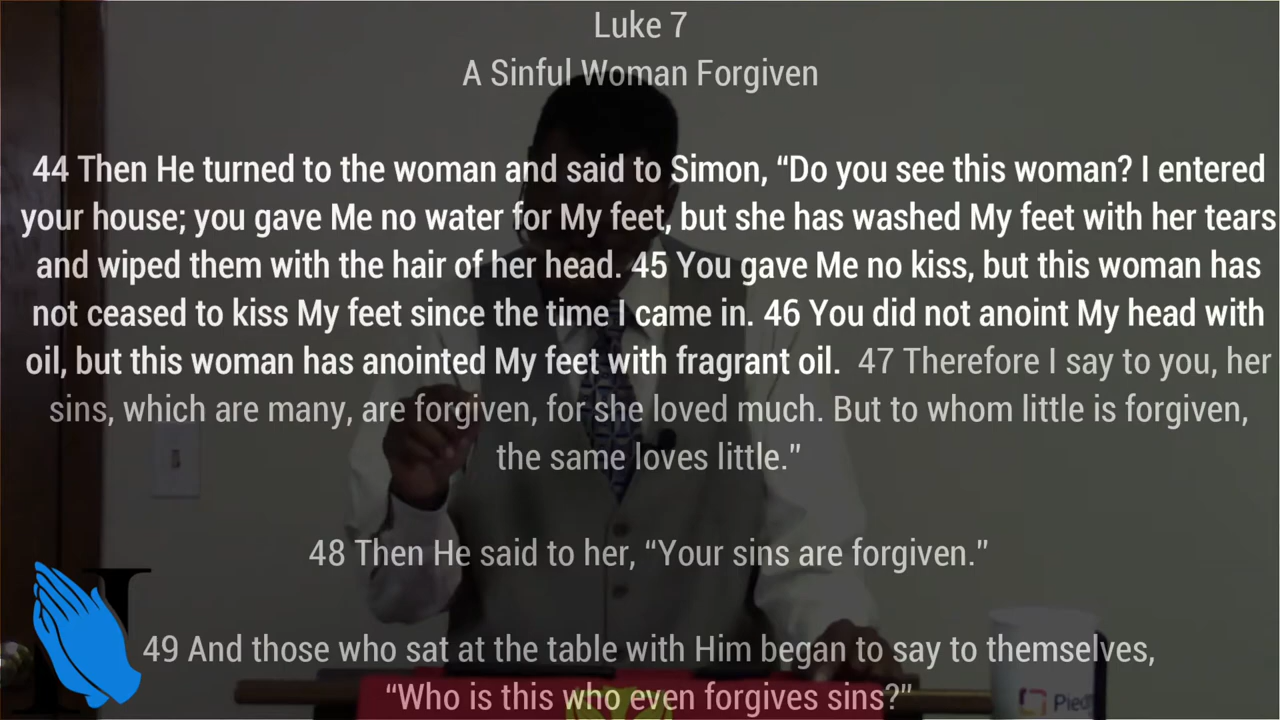 Luke 7
A Sinful Woman Forgiven
44 Then He turned to the woman and said to Simon, “Do you see this woman? I entered
your house; you gave Me no water for My feet, but she has washed My feet with her tears
and wiped them with the hair of her head. 45 You gave Me no kiss, but this woman has
not ceased to kiss My feet since the time I came in. 46 You did not anoint My head with
oil, but this woman has anointed My feet with fragrant oil. 47 Therefore I say to you, her
sins, which are many, are forgiven, for she loved much. But to whom little is forgiven,
the same loves little.”
48 Then He said to her, “Your sins are forgiven.”
49 And those who sat at the table with Him began to say to themselves,
“Who is this who even forgives sins?”